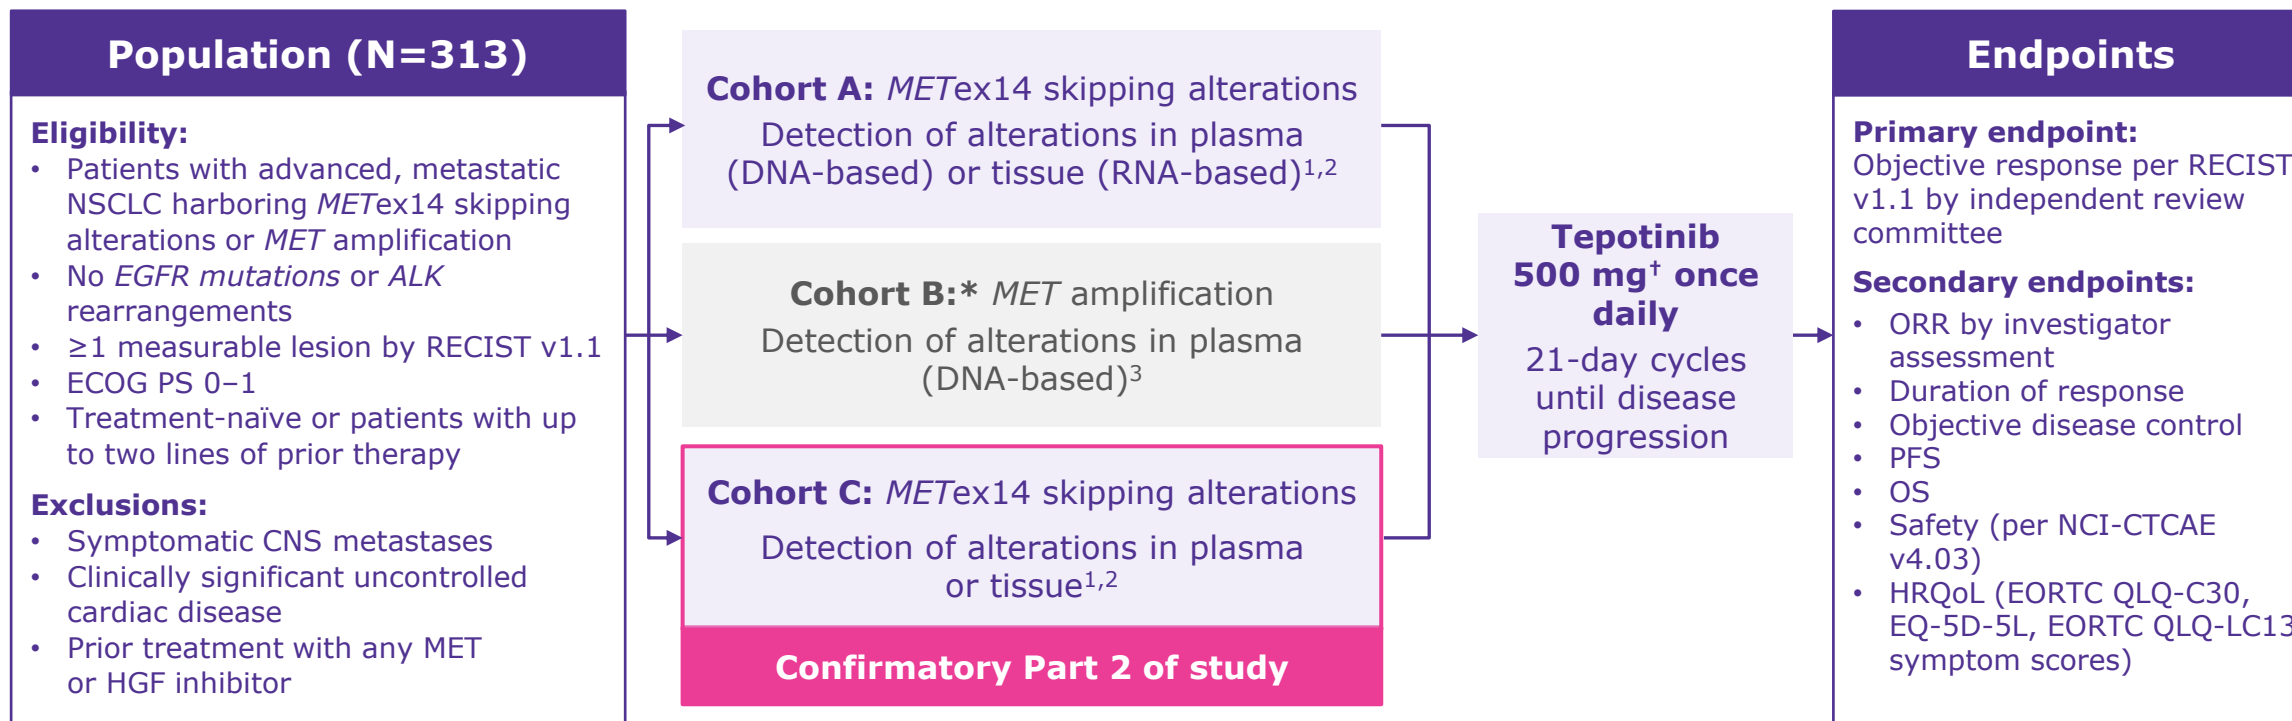 Population (N=313)
Eligibility:
• Patients with advanced, metastatic
NSCLC harboring METex14 skipping
alterations or MET amplification
• No EGFR mutations or ALK
rearrangements
• ≥1 measurable lesion by RECIST v1.1
• ECOG PS 0–1
• Treatment-naïve or patients with up
to two lines of prior therapy
Exclusions:
• Symptomatic CNS metastases
• Clinically significant uncontrolled
cardiac disease
• Prior treatment with any MET
or HGF inhibitor
Cohort A: METex14 skipping alterations
Detection of alterations in plasma
(DNA-based) or tissue (RNA-based)1,2
Cohort B:* MET amplification
Detection of alterations in plasma
(DNA-based)3
Cohort C: METex14 skipping alterations
Detection of alterations in plasma
or tissue1,2
Confirmatory Part 2 of study
Tepotinib
500 mg† once
daily
21-day cycles
until disease
progression
Endpoints
Primary endpoint:
Objective response per RECIST
v1.1 by independent review
committee
Secondary endpoints:
• ORR by investigator
assessment
• Duration of response
• Objective disease control
• PFS
• OS
• Safety (per NCI-CTCAE
v4.03)
• HRQoL (EORTC QLQ-C30,
EQ-5D-5L, EORTC QLQ-LC13
symptom scores)